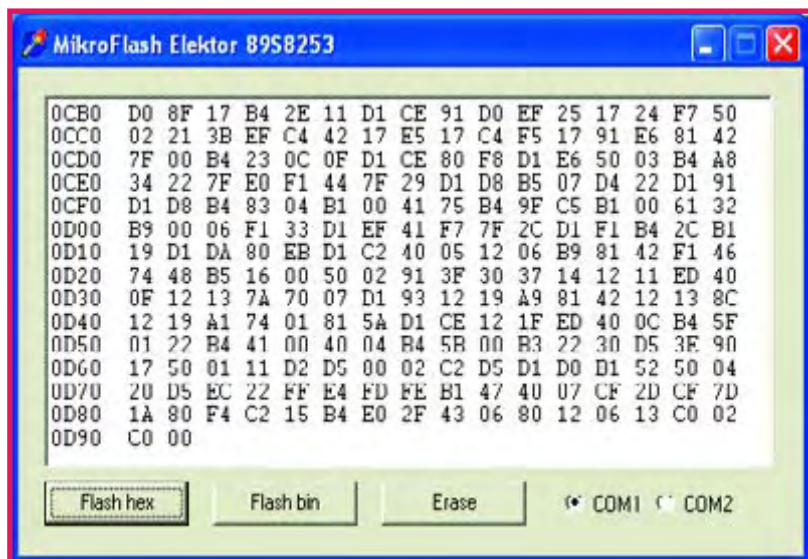 MikroFlash Elektor 89S8253
0CB0 D0 8F 17 B4 2E 11 D1 CE 91 D0 EF 25 17 24 F7 50
0CC0 02 21 3B EF C4 42 17 E5 17 C4 F5 17 91 E6 81 42
0CD0 7F 00 B4 23 0C 0F D1 CE 80 F8 D1 E6 50 03 B4 A8
0CE0 34 22 7F E0 F1 44 7F 29 D1 D8 B5 07 D4 22 D1 91
0CF0 D1 D8 B4 83 04 B1 00 41 75 B4 9F C5 B1 00 61 32
0D00 B9 00 06 F1 33 D1 EF 41 F7 7F 2C D1 F1 B4 2C B1
0D10 19 D1 DA 80 EB D1 C2 40 05 12 06 B9 81 42 F1 46
0D20 74 48 B5 16 00 50 02 91 3F 30 37 14 12 11 ED 40
0D30 0F 12 13 7A 70 07 D1 93 12 19 A9 81 42 12 13 8C
0D40 12 19 A1 74 01 81 5A D1 CE 12 1F ED 40 0C B4 5F
0D50 01 22 B4 41 00 40 04 B4 5B 00 B3 22 30 D5 3E 90
0D60 17 50 01 11 D2 D5 00 02 C2 D5 D1 D0 B1 52 50 04
0D70 20 D5 EC 22 FF E4 FD FE B1 47 40 07 CF 2D CF 7D
0D80 1A 80 F4 C2 15 B4 E0 2F 43 06 80 12 06 13 C0 02
0D90 C0 00
Flash hex Flash bin Erase COM1 COM2